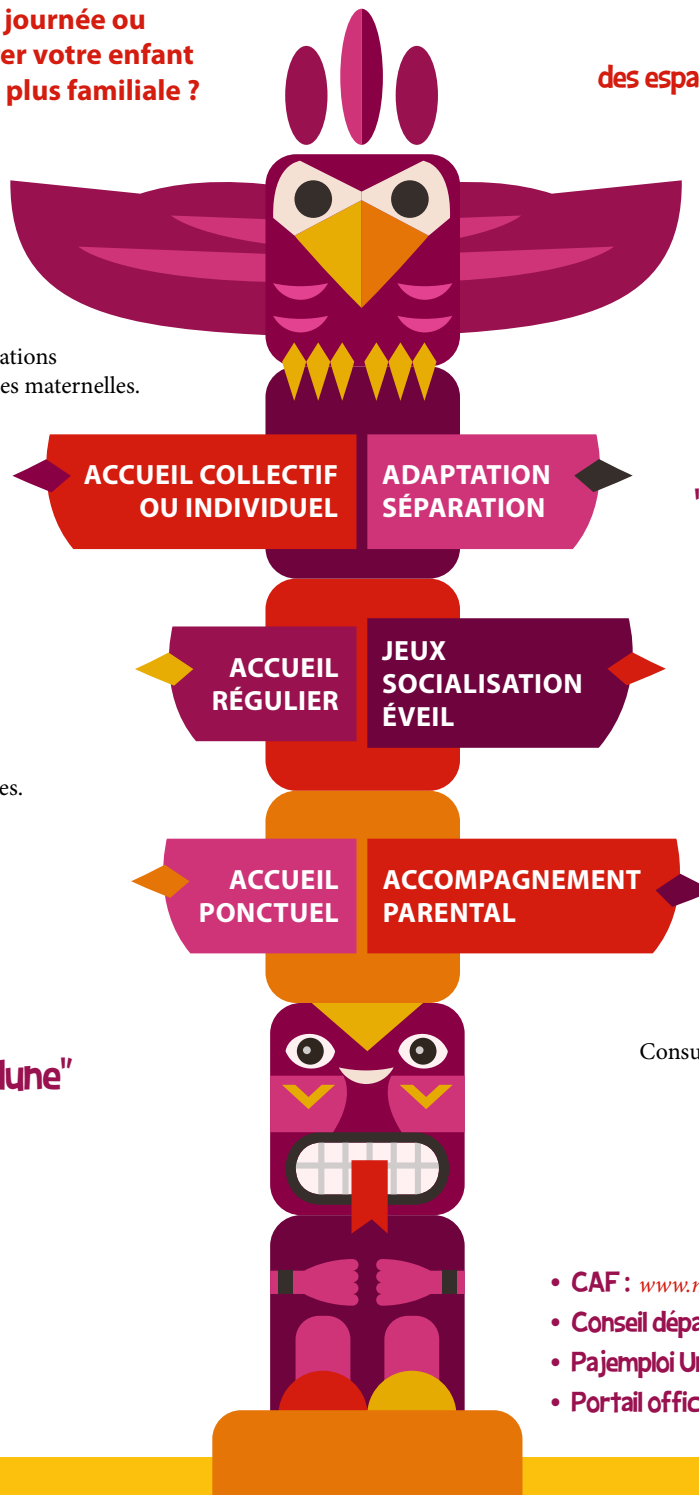 journée ou
er votre enfant
plus familiale ?
des espa
ations
es maternelles.
ACCUEIL COLLECTIF
OU INDIVIDUEL
ADAPTATION
SÉPARATION
"
ACCUEIL
RÉGULIER
JEUX
SOCIALISATION
ÉVEIL
es.
ACCUEIL
PONCTUEL
ACCOMPAGNEMENT
PARENTAL
lune"
Consu
• CAF : www.
• Conseil dépa
• Pajemploi Ur
• Portail offic